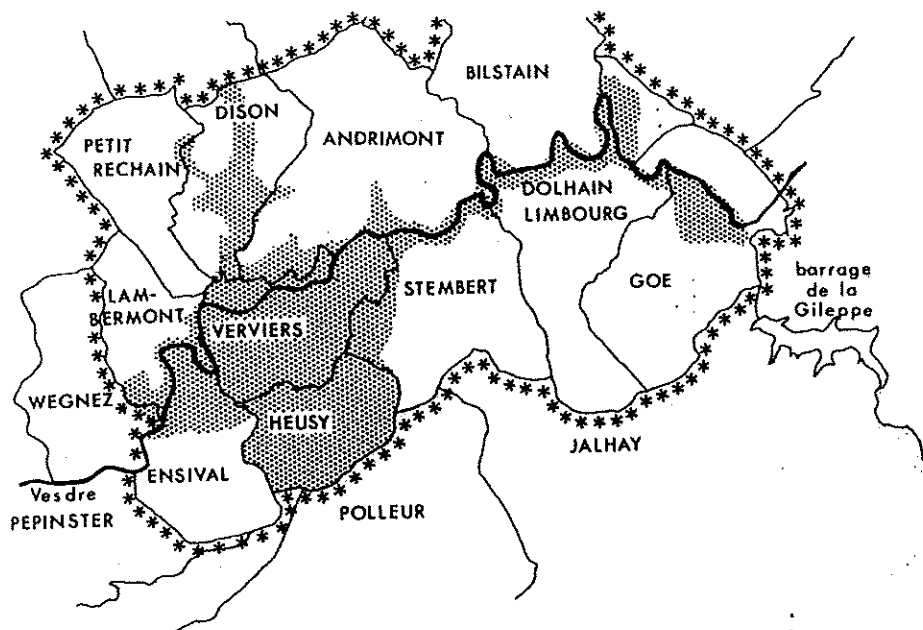 BILSTAIN
DISON
ANDRIMONT
PETIT
RECHAIN
DOLHAIN
LIMBOURG
GOE
barrage
de la
Gileppe
LAM-
BERMONT
STEMBERT
VERVIERS
WEGNEZ
HEUSY
JALHAY
ENSIVAL
Vesdre
PEPINSTER
POLLEUR